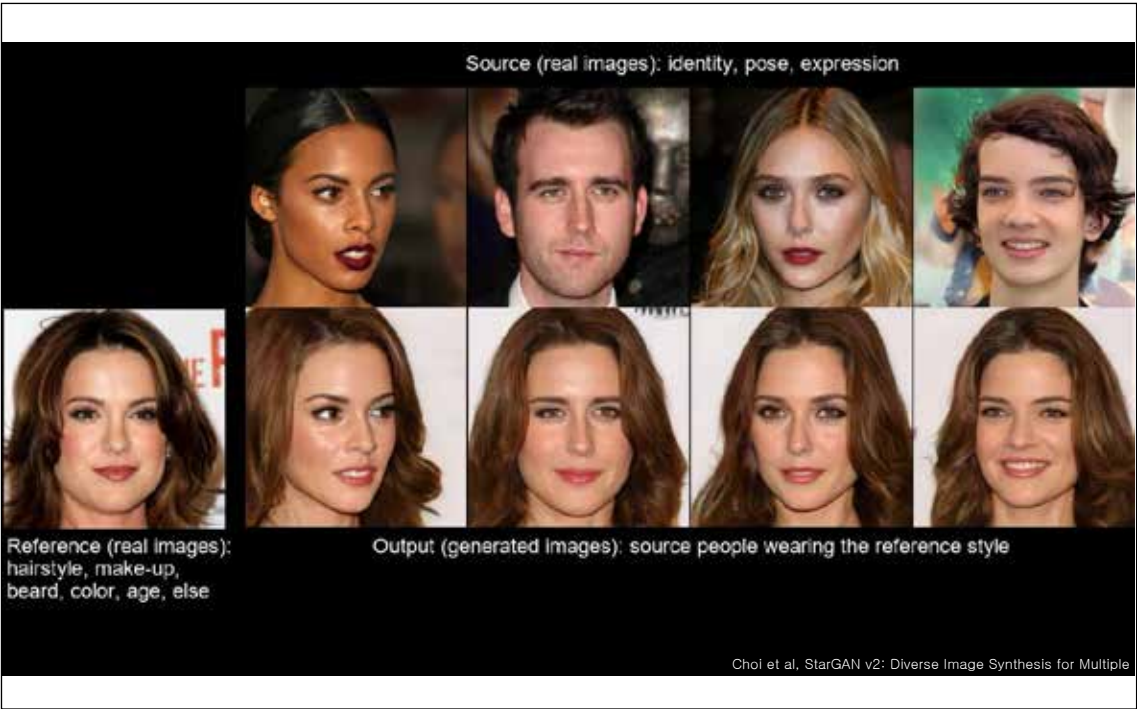 Source (real images): identity, pose, expression
Reference (real images):
hairstyle, make-up,
beard, color, age, else
Output (generated images): source people wearing the reference style
Choi et al, StarGAN v2: Diverse Image Synthesis for Multiple